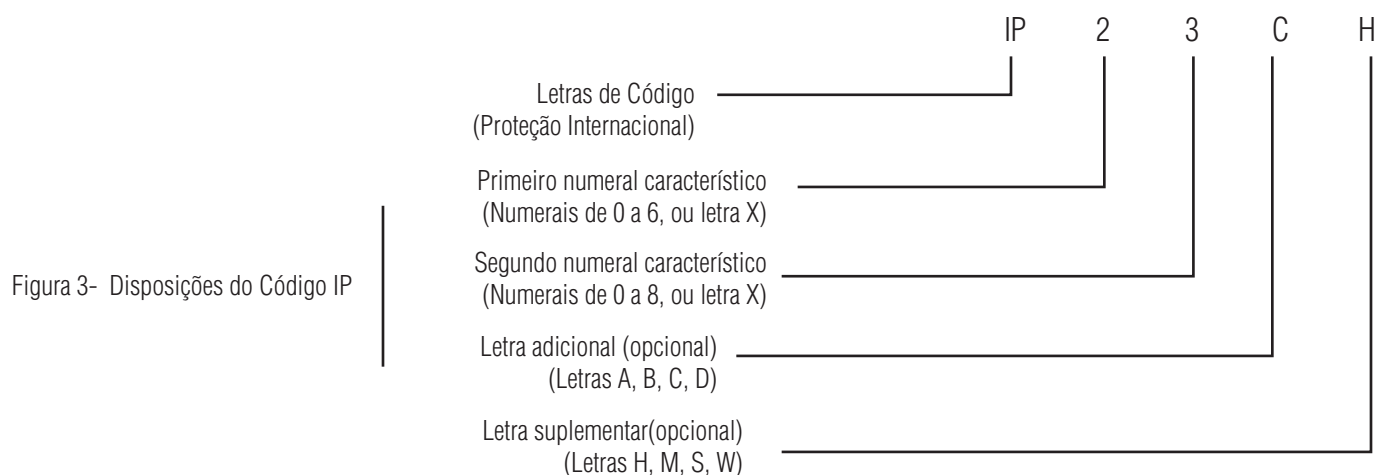 IP 2 3 C H
Letras de Código
(Proteção Internacional)
Primeiro numeral característico
(Numerais de 0 a 6, ou letra X)
Segundo numeral característico
(Numerais de 0 a 8, ou letra X)
Figura 3- Disposições do Código IP
Letra adicional (opcional)
(Letras A, B, C, D)
Letra suplementar(opcional)
(Letras H, M, S, W)